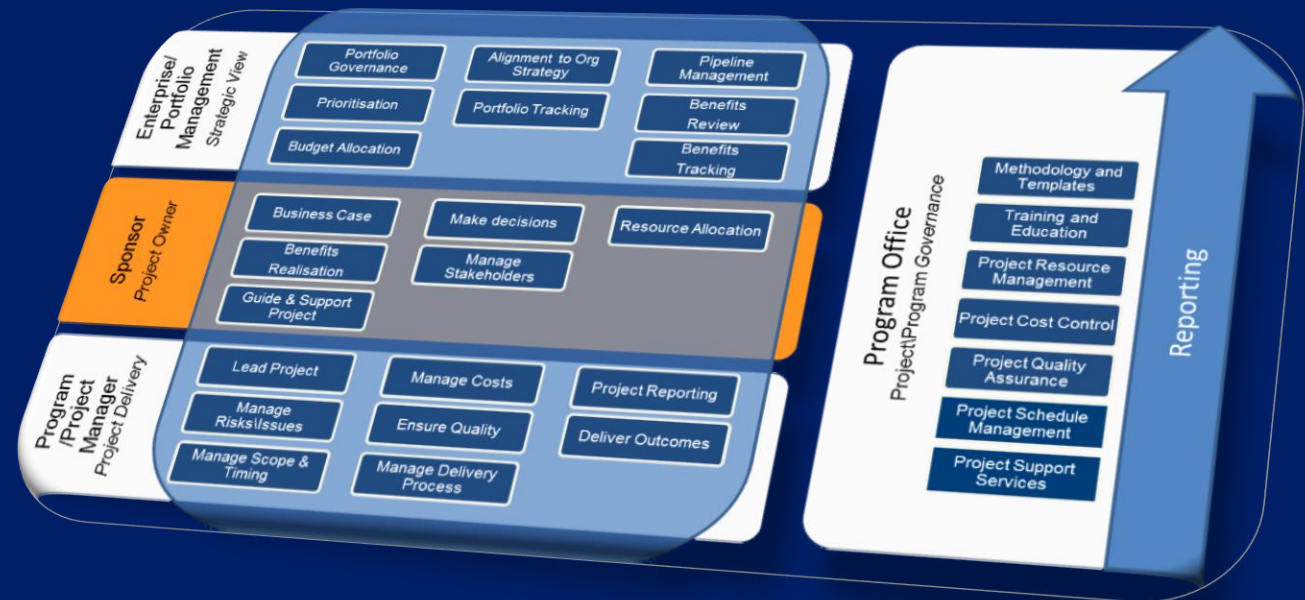 Enterprise/
Portfolio
Management
Strategic View
Portfolio
Governance
Alignment to Org
Strategy
Pipeline
Management
Prioritisation
Portfolio Tracking
Benefits
Review
Budget Allocation
Benefits
Tracking
Sponsor
Project Owner
Business Case
Make decisions
Resource Allocation
Benefits
Realisation
Manage
Stakeholders
Guide & Support
Project
Program
/Project
Manager
Project Delivery
Lead Project
Manage Costs
Project Reporting
Manage
Risks\Issues
Ensure Quality
Deliver Outcomes
Manage Scope &
Timing
Manage Delivery
Process
Program Office
Project\Program Governance
Methodology and
Templates
Training and
Education
Project Resource
Management
Project Cost Control
Project Quality
Assurance
Project Schedule
Management
Project Support
Services
Reporting